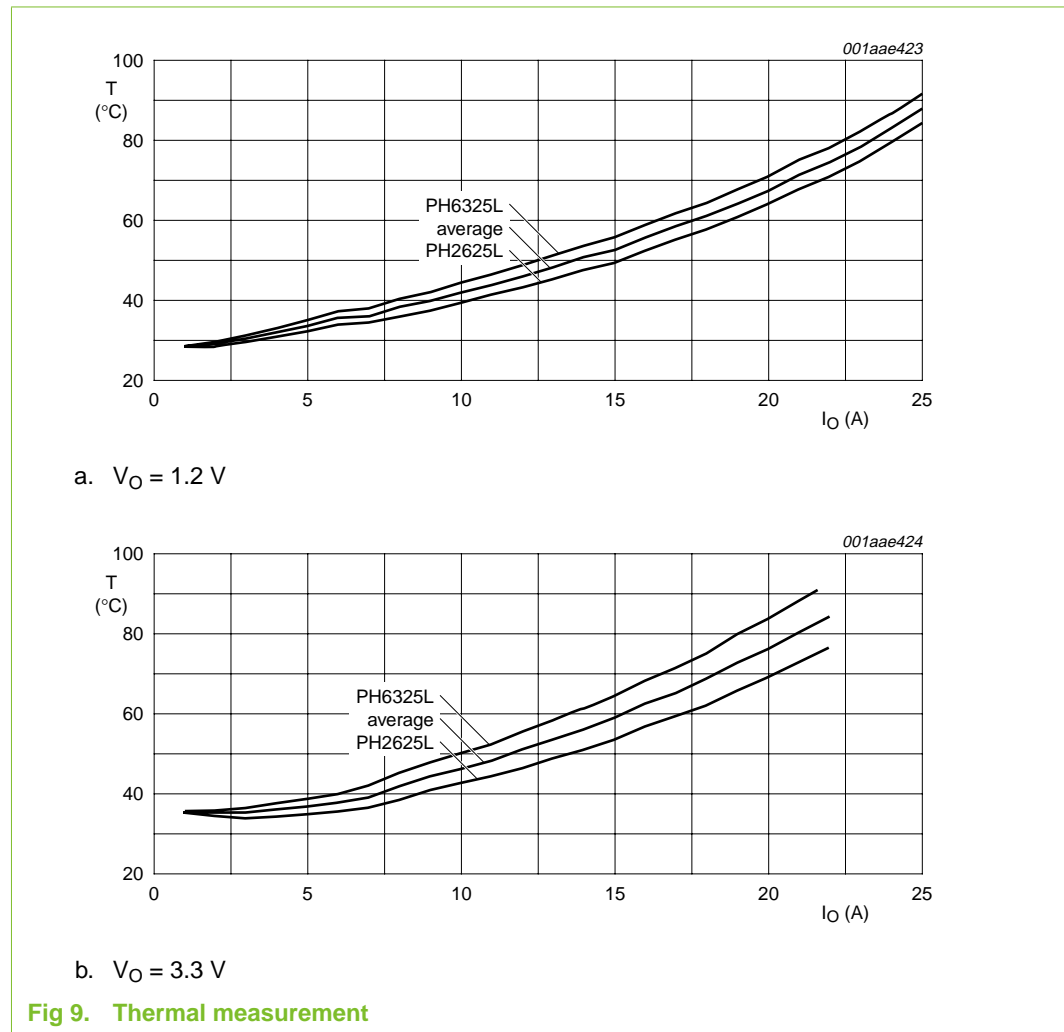 001aae423
100
T
(°C)
80
PH6325L
60
average
PH2625L
40
20
0 5 10 15 20 25
IO (A)
a. VO = 1.2 V
001aae424
100
T
(°C)
80
PH6325L
60
average
PH2625L
40
20
0 5 10 15 20 25
IO (A)
b. VO = 3.3 V
Fig 9. Thermal measurement